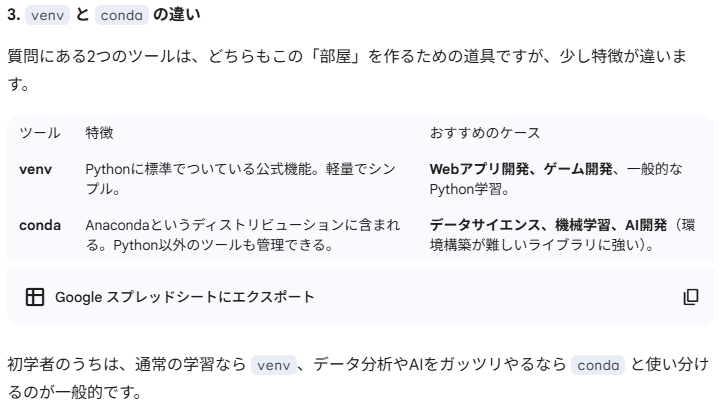 3. venv と conda の違い
質問にある2つのツールは、どちらもこの「部屋」を作るための道具ですが、少し特徴が違いま
す。
ツール 特徴 おすすめのケース
venv Pythonに標準でついている公式機能。軽量でシン Webアプリ開発、ゲーム開発、一般的な
プル。 Python学習。
conda Anacondaというディストリビューションに含まれ データサイエンス、機械学習、AI開発（環
る。Python以外のツールも管理できる。 境構築が難しいライブラリに強い）。
Google スプレッドシートにエクスポート
初学者のうちは、通常の学習なら venv 、データ分析やAIをガッツリやるなら conda と使い分け
るのが一般的です。